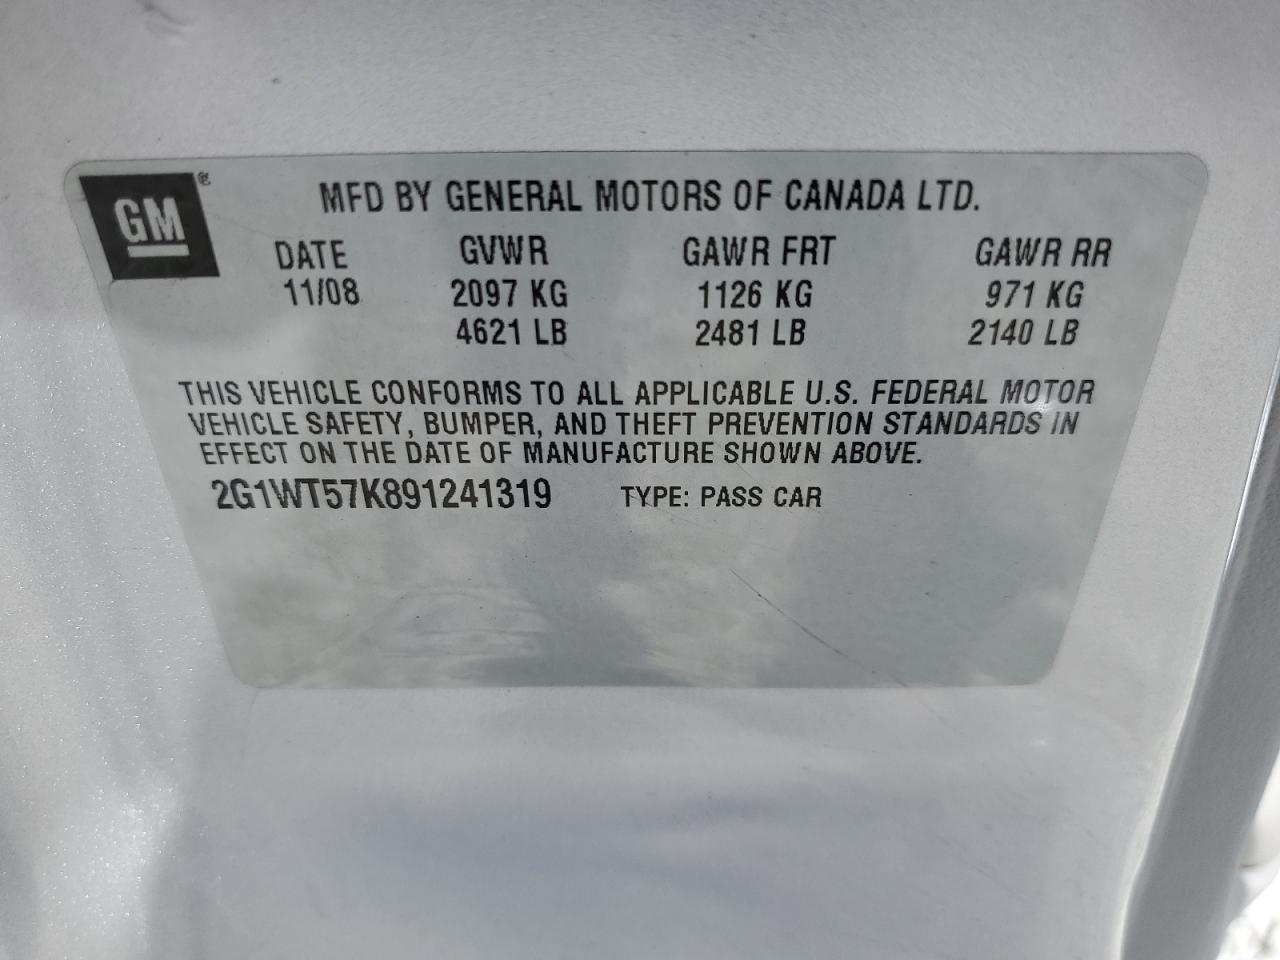 GM®
MFD BY GENERAL MOTORS OF CANADA LTD.
DATE GVWR GAWR FRT GAWR RR
11/08 2097 KG 1126 KG 971 KG
4621 LB 2481 LB 2140 LB
THIS VEHICLE CONFORMS TO ALL APPLICABLE U.S. FEDERAL MOTOR
VEHICLE SAFETY, BUMPER, AND THEFT PREVENTION STANDARDS IN
EFFECT ON THE DATE OF MANUFACTURE SHOWN ABOVE.
2G1WT57K891241319 TYPE: PASS CAR